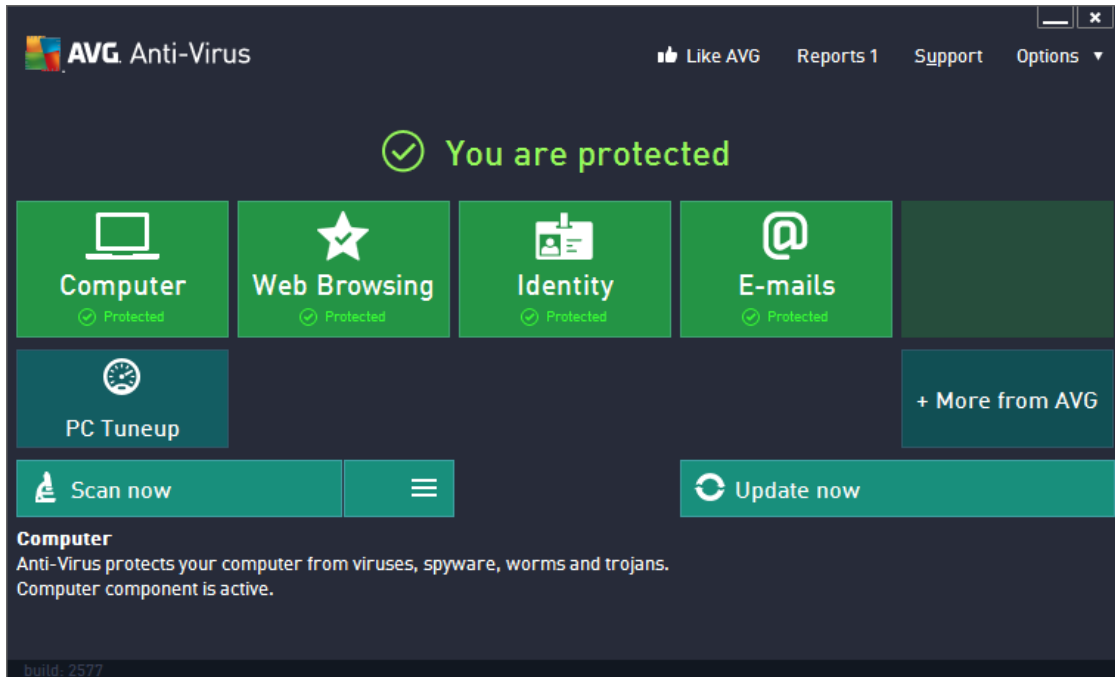 AVG Anti-Virus
Like AVG
Reports 1
Support
Options
You are protected
Computer
Protected
Web Browsing
Protected
Identity
Protected
E-mails
Protected
PC Tuneup
+ More from AVG
Scan now
Update now
Computer
Anti-Virus protects your computer from viruses, spyware, worms and trojans.
Computer component is active.
build: 2577